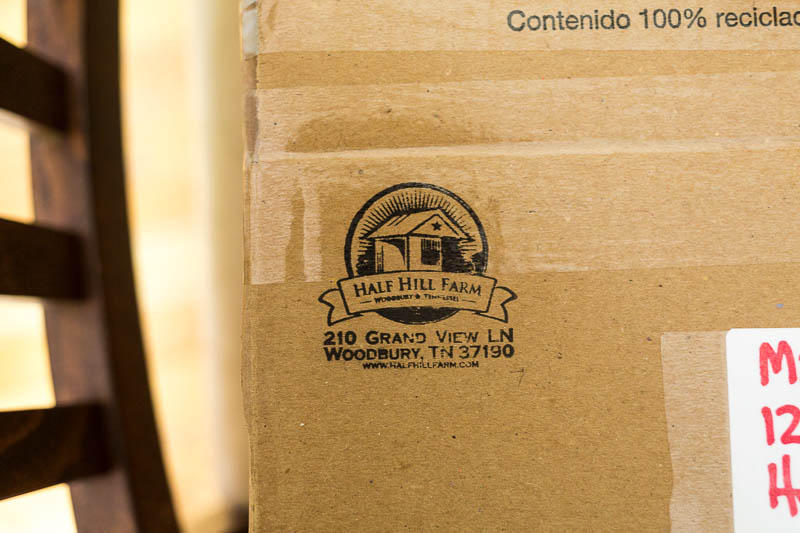 Contenido 100% reciclad
HALF HILL FARM
WOODBURY TENNESSEE
210 GRAND VIEW LN
WOODBURY, TN 37190
WWW.HALFHILLFARM.COM
12